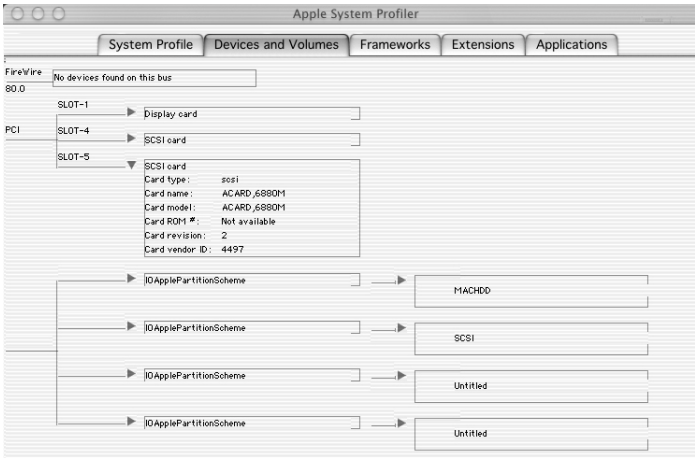 Apple System Profiler
System Profile Devices and Volumes Frameworks Extensions Applications
FireWire
No devices found on this bus
80.0
SLOT-1
Display card
PCI
SLOT-4
SCSI card
SLOT-5
SCSI card
Card type: scsi
Card name: ACARD,6880M
Card model: ACARD,6880M
Card ROM #: Not available
Card revision: 2
Card vendor ID: 4497
IOApplePartitionScheme
MACHDD
IOApplePartitionScheme
SCSI
IOApplePartitionScheme
Untitled
IOApplePartitionScheme
Untitled